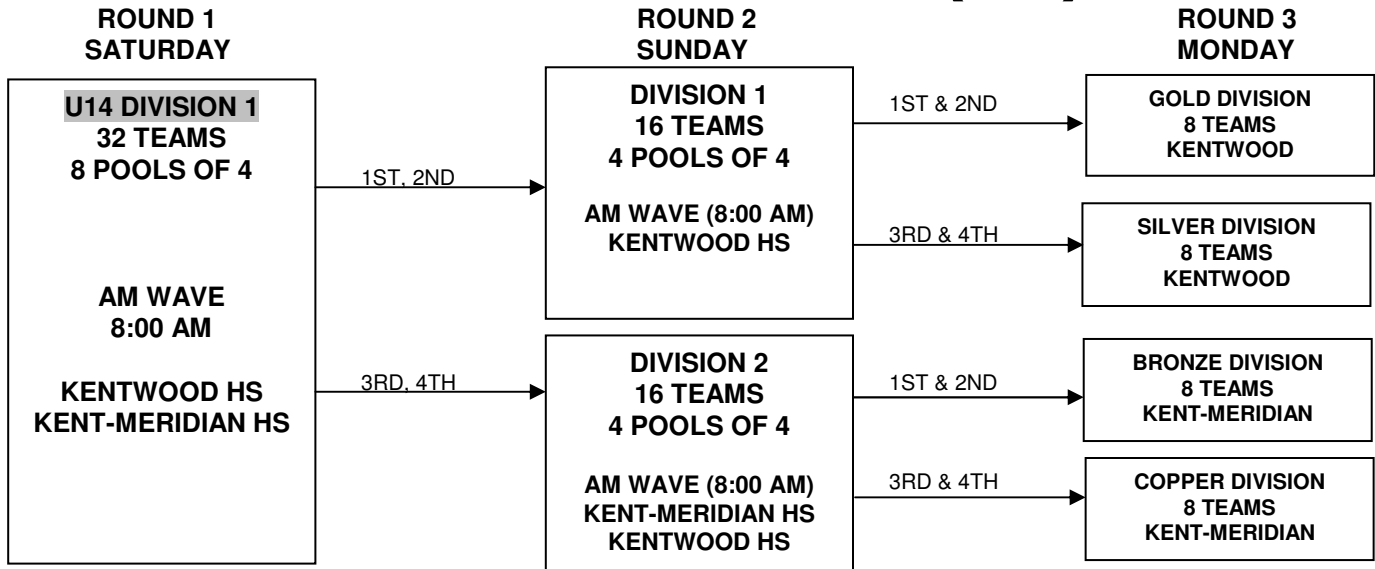 ROUND 1
SATURDAY
U14 DIVISION 1
32 TEAMS
8 POOLS OF 4
AM WAVE
8:00 AM
KENTWOOD HS
KENT-MERIDIAN HS
1ST, 2ND
3RD, 4TH
ROUND 2
SUNDAY
DIVISION 1
16 TEAMS
4 POOLS OF 4
AM WAVE (8:00 AM)
KENTWOOD HS
DIVISION 2
16 TEAMS
4 POOLS OF 4
AM WAVE (8:00 AM)
KENT-MERIDIAN HS
KENTWOOD HS
1ST & 2ND
3RD & 4TH
1ST & 2ND
3RD & 4TH
ROUND 3
MONDAY
GOLD DIVISION
8 TEAMS
KENTWOOD
SILVER DIVISION
8 TEAMS
KENTWOOD
BRONZE DIVISION
8 TEAMS
KENT-MERIDIAN
COPPER DIVISION
8 TEAMS
KENT-MERIDIAN